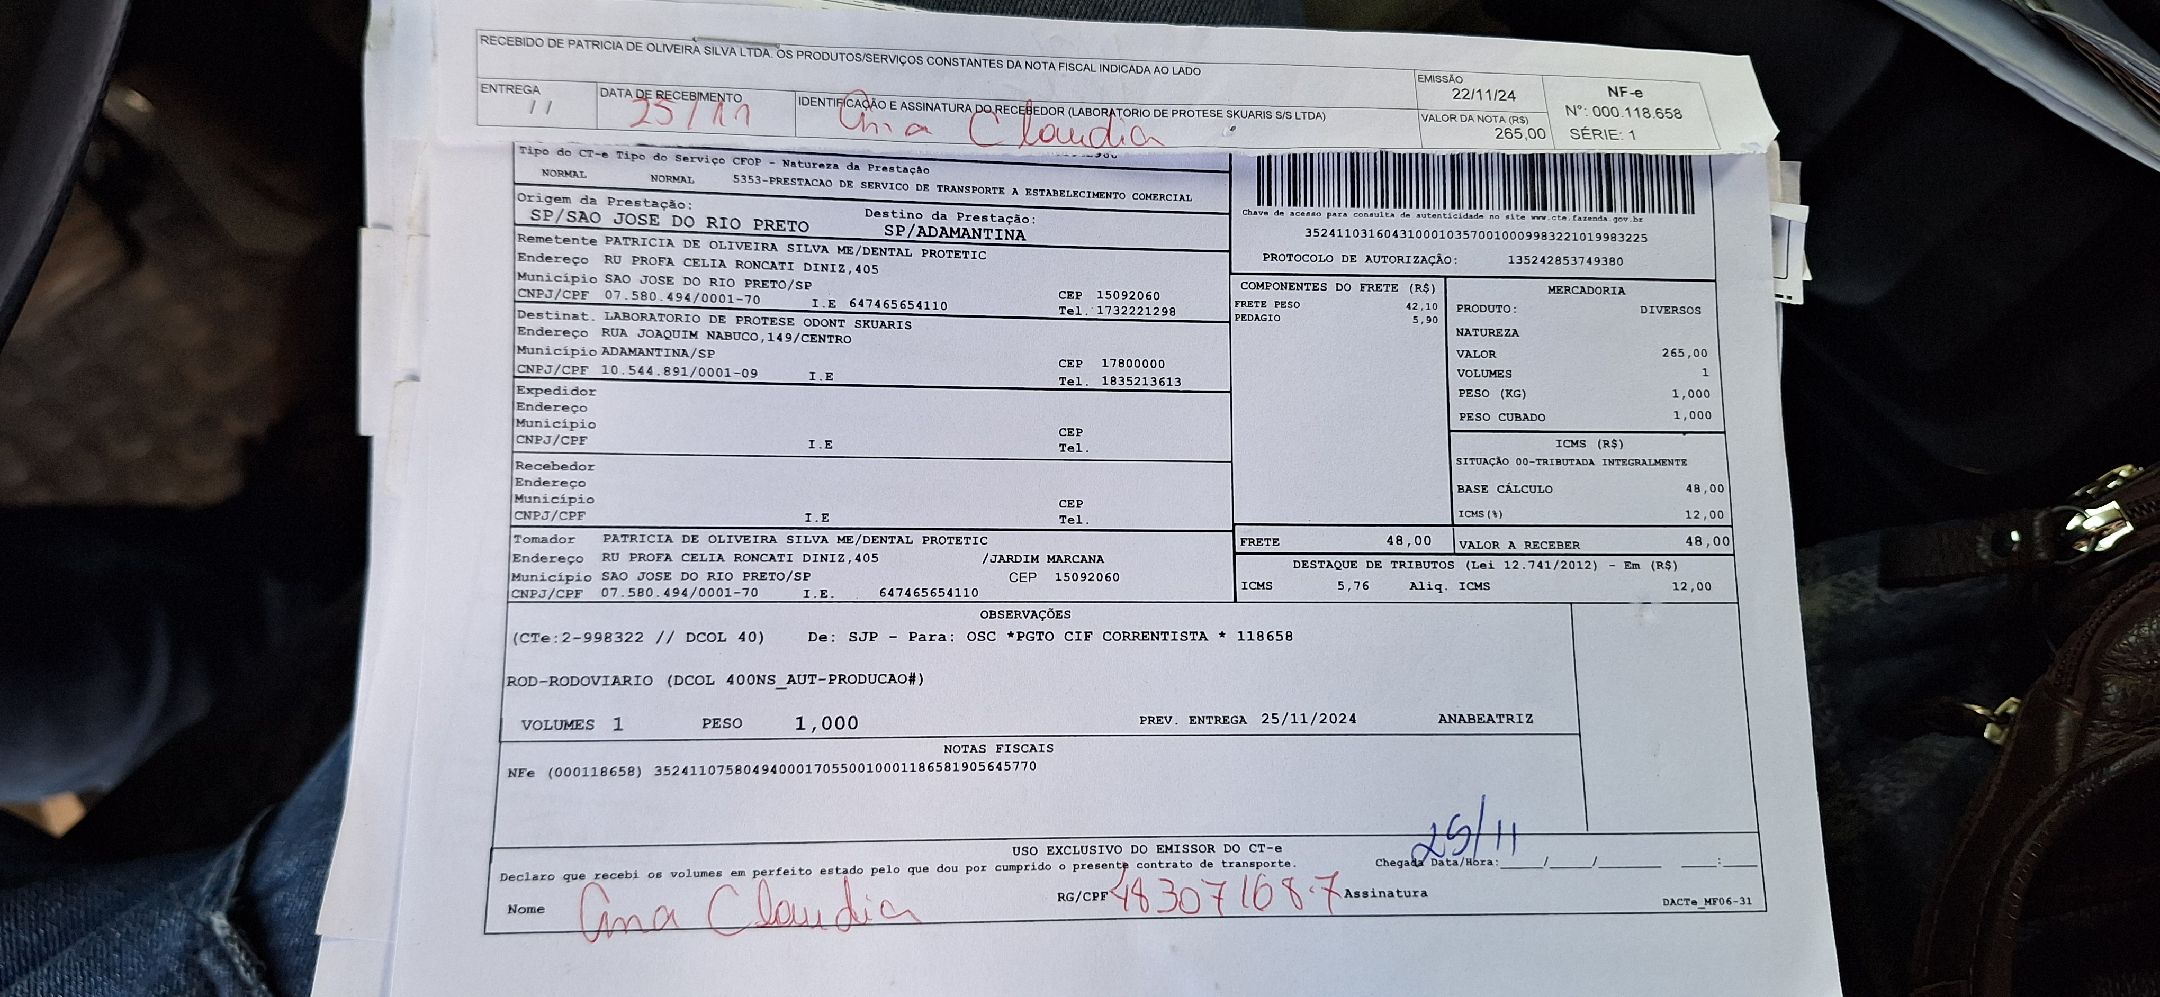 RECEBIDO DE PATRICIA DE OLIVEIRA SILVA LTDA. OS PRODUTOS/SERVIÇOS CONSTANTES DA NOTA FISCAL INDICADA AO LADO
ENTREGA
11
DATA DE RECEBIMENTO
25/11
IDENTIFICAÇÃO E ASSINATURA DO RECEBEDOR (LABORATORIO DE PROTESE SKUARIS S/S LTDA)
Ana Claudia
EMISSÃO
22/11/24
VALOR DA NOTA (R$)
265,00
NF-e
Nº: 000.118.658
SÉRIE: 1
Tipo do CT-e Tipo do Serviço CFOP - Natureza da Prestação
NORMAL NORMAL 5353-PRESTACAO DE SERVICO DE TRANSPORTE A ESTABELECIMENTO COMERCIAL
Origem da Prestação: Destino da Prestação:
SP/SAO JOSE DO RIO PRETO SP/ADAMANTINA
Remetente PATRICIA DE OLIVEIRA SILVA ME/DENTAL PROTETIC
Endereço RU PROFA CELIA RONCATI DINIZ,405
Município SAO JOSE DO RIO PRETO/SP CEP 15092060
CNPJ/CPF 07.580.494/0001-70 I.E 647465654110 Tel. 1732221298
Destinat. LABORATORIO DE PROTESE ODONT SKUARIS
Endereço RUA JOAQUIM NABUCO,149/CENTRO
Município ADAMANTINA/SP CEP 17800000
CNPJ/CPF 10.544.891/0001-09 I.E Tel. 1835213613
Expedidor
Endereço
Município CEP
CNPJ/CPF I.E Tel.
Recebedor
Endereço
Município CEP
CNPJ/CPF I.E Tel.
Tomador PATRICIA DE OLIVEIRA SILVA ME/DENTAL PROTETIC
Endereço RU PROFA CELIA RONCATI DINIZ,405 /JARDIM MARCANA
Município SAO JOSE DO RIO PRETO/SP CEP 15092060
CNPJ/CPF 07.580.494/0001-70 I.E. 647465654110
Chave de acesso para consulta de autenticidade no site www.cte.fazenda.gov.br
35241103160431000103570010009983221019983225
PROTOCOLO DE AUTORIZAÇÃO: 135242853749380
COMPONENTES DO FRETE (R$)
FRETE PESO 42,10
PEDAGIO 5,90
MERCADORIA
PRODUTO: DIVERSOS
NATUREZA
VALOR 265,00
VOLUMES 1
PESO (KG) 1,000
PESO CUBADO 1,000
ICMS (R$)
SITUAÇÃO 00-TRIBUTADA INTEGRALMENTE
BASE CÁLCULO 48,00
ICMS(%) 12,00
FRETE 48,00 VALOR A RECEBER 48,00
DESTAQUE DE TRIBUTOS (Lei 12.741/2012) - Em (R$)
ICMS 5,76 Aliq. ICMS 12,00
OBSERVAÇÕES
(CTe:2-998322 // DCOL 40) De: SJP - Para: OSC *PGTO CIF CORRENTISTA * 118658
ROD-RODOVIARIO (DCOL 400NS_AUT-PRODUCAO#)
VOLUMES 1 PESO 1,000 PREV. ENTREGA 25/11/2024 ANABEATRIZ
NOTAS FISCAIS
NFe (000118658) 35241107580494000170550010001186581905645770
25/11
USO EXCLUSIVO DO EMISSOR DO CT-e
Declaro que recebi os volumes em perfeito estado pelo que dou por cumprido o presente contrato de transporte. Chegada Data/Hora:____/____/______ ____:____
Nome Ana Claudia RG/CPF 48307168-7 Assinatura
DACTe_MF06-31